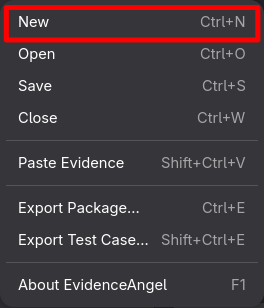 New Ctrl+N
Open Ctrl+O
Save Ctrl+S
Close Ctrl+W
Paste Evidence Shift+Ctrl+V
Export Package... Ctrl+E
Export Test Case... Shift+Ctrl+E
About EvidenceAngel F1